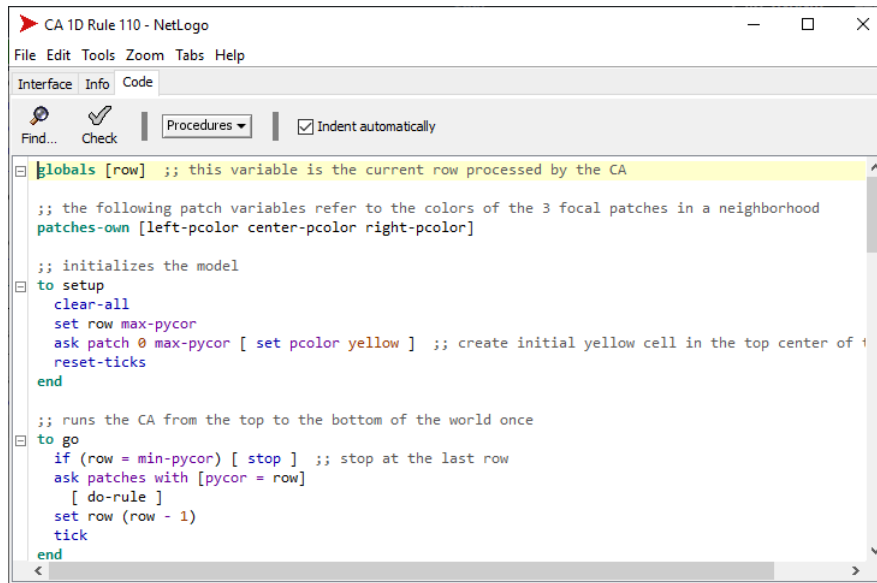 CA 1D Rule 110 - NetLogo
File Edit Tools Zoom Tabs Help
Interface Info Code
Find... Check Procedures Indent automatically
globals [row]  ;; this variable is the current row processed by the CA
;; the following patch variables refer to the colors of the 3 focal patches in a neighborhood
patches-own [left-pcolor center-pcolor right-pcolor]
;; initializes the model
to setup
  clear-all
  set row max-pycor
  ask patch 0 max-pycor [ set pcolor yellow ]  ;; create initial yellow cell in the top center of
  reset-ticks
end
;; runs the CA from the top to the bottom of the world once
to go
  if (row = min-pycor) [ stop ]  ;; stop at the last row
  ask patches with [pycor = row]
    [ do-rule ]
  set row (row - 1)
  tick
end